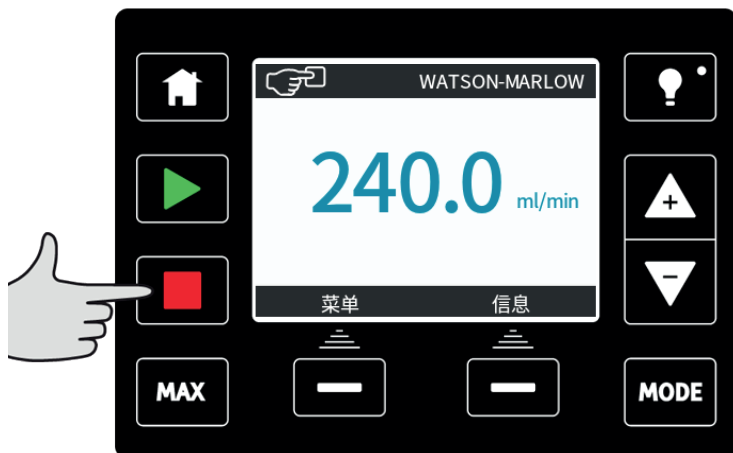 WATSON-MARLOW
240.0 ml/min
+
-
菜单 信息
MAX
MODE